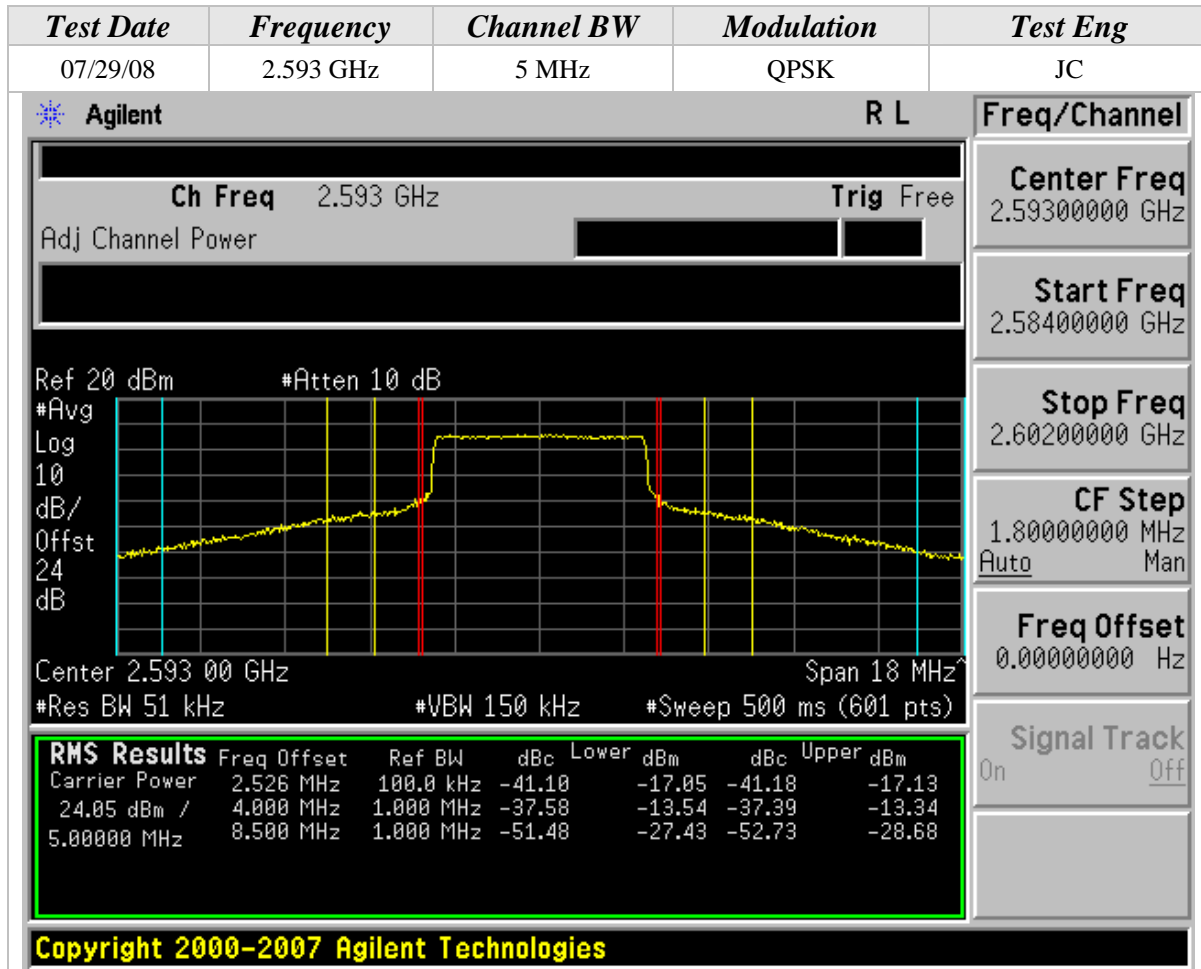 Test Date Frequency Channel BW Modulation Test Eng
07/29/08 2.593 GHz 5 MHz QPSK JC
Agilent R L Freq/Channel
Ch Freq 2.593 GHz Trig Free
Adj Channel Power
Center Freq
2.59300000 GHz
Start Freq
2.58400000 GHz
Stop Freq
2.60200000 GHz
CF Step
1.80000000 MHz
Auto Man
Freq Offset
0.00000000 Hz
Signal Track
On Off
Ref 20 dBm #Atten 10 dB
#Avg
Log
10
dB/
Offst
24
dB
Center 2.593 00 GHz Span 18 MHz^
#Res BW 51 kHz #VBW 150 kHz #Sweep 500 ms (601 pts)
RMS Results Freq Offset Ref BW dBc Lower dBm dBc Upper dBm
Carrier Power 2.526 MHz 100.0 kHz -41.10 -17.05 -41.18 -17.13
24.05 dBm / 4.000 MHz 1.000 MHz -37.58 -13.54 -37.39 -13.34
5.00000 MHz 8.500 MHz 1.000 MHz -51.48 -27.43 -52.73 -28.68
Copyright 2000-2007 Agilent Technologies